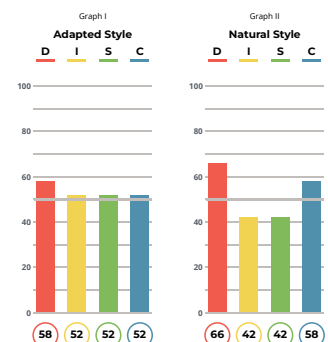 Graph I
Adapted Style
D I S C
100
80
60
40
20
0
58 52 52 52
Graph II
Natural Style
D I S C
100
80
60
40
20
0
66 42 42 58